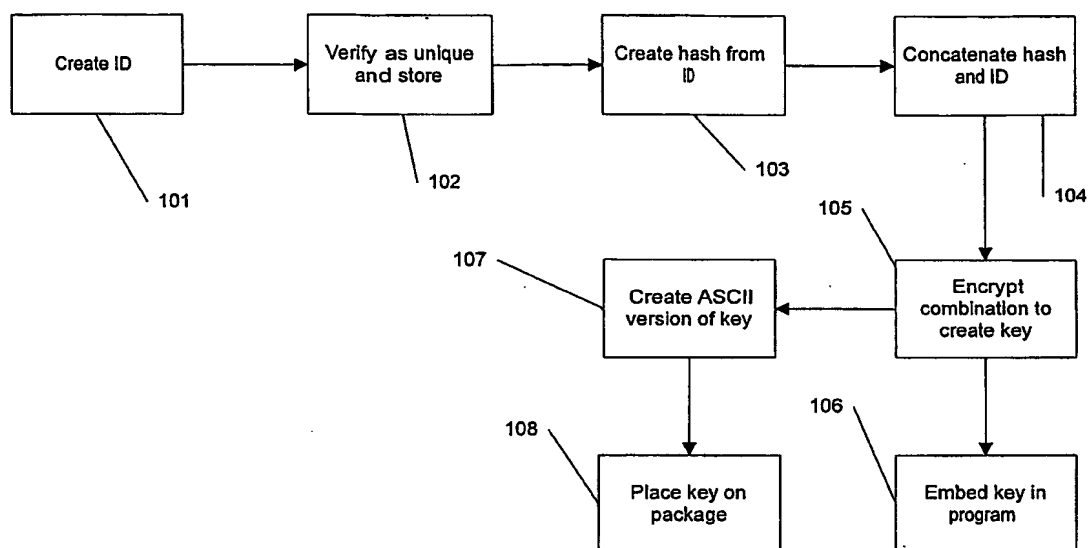 Create ID
Verify as unique
and store
Create hash from
ID
Concatenate hash
and ID
101
102
103
104
105
107
Create ASCII
version of key
Encrypt
combination to
create key
106
108
Place key on
package
Embed key in
program